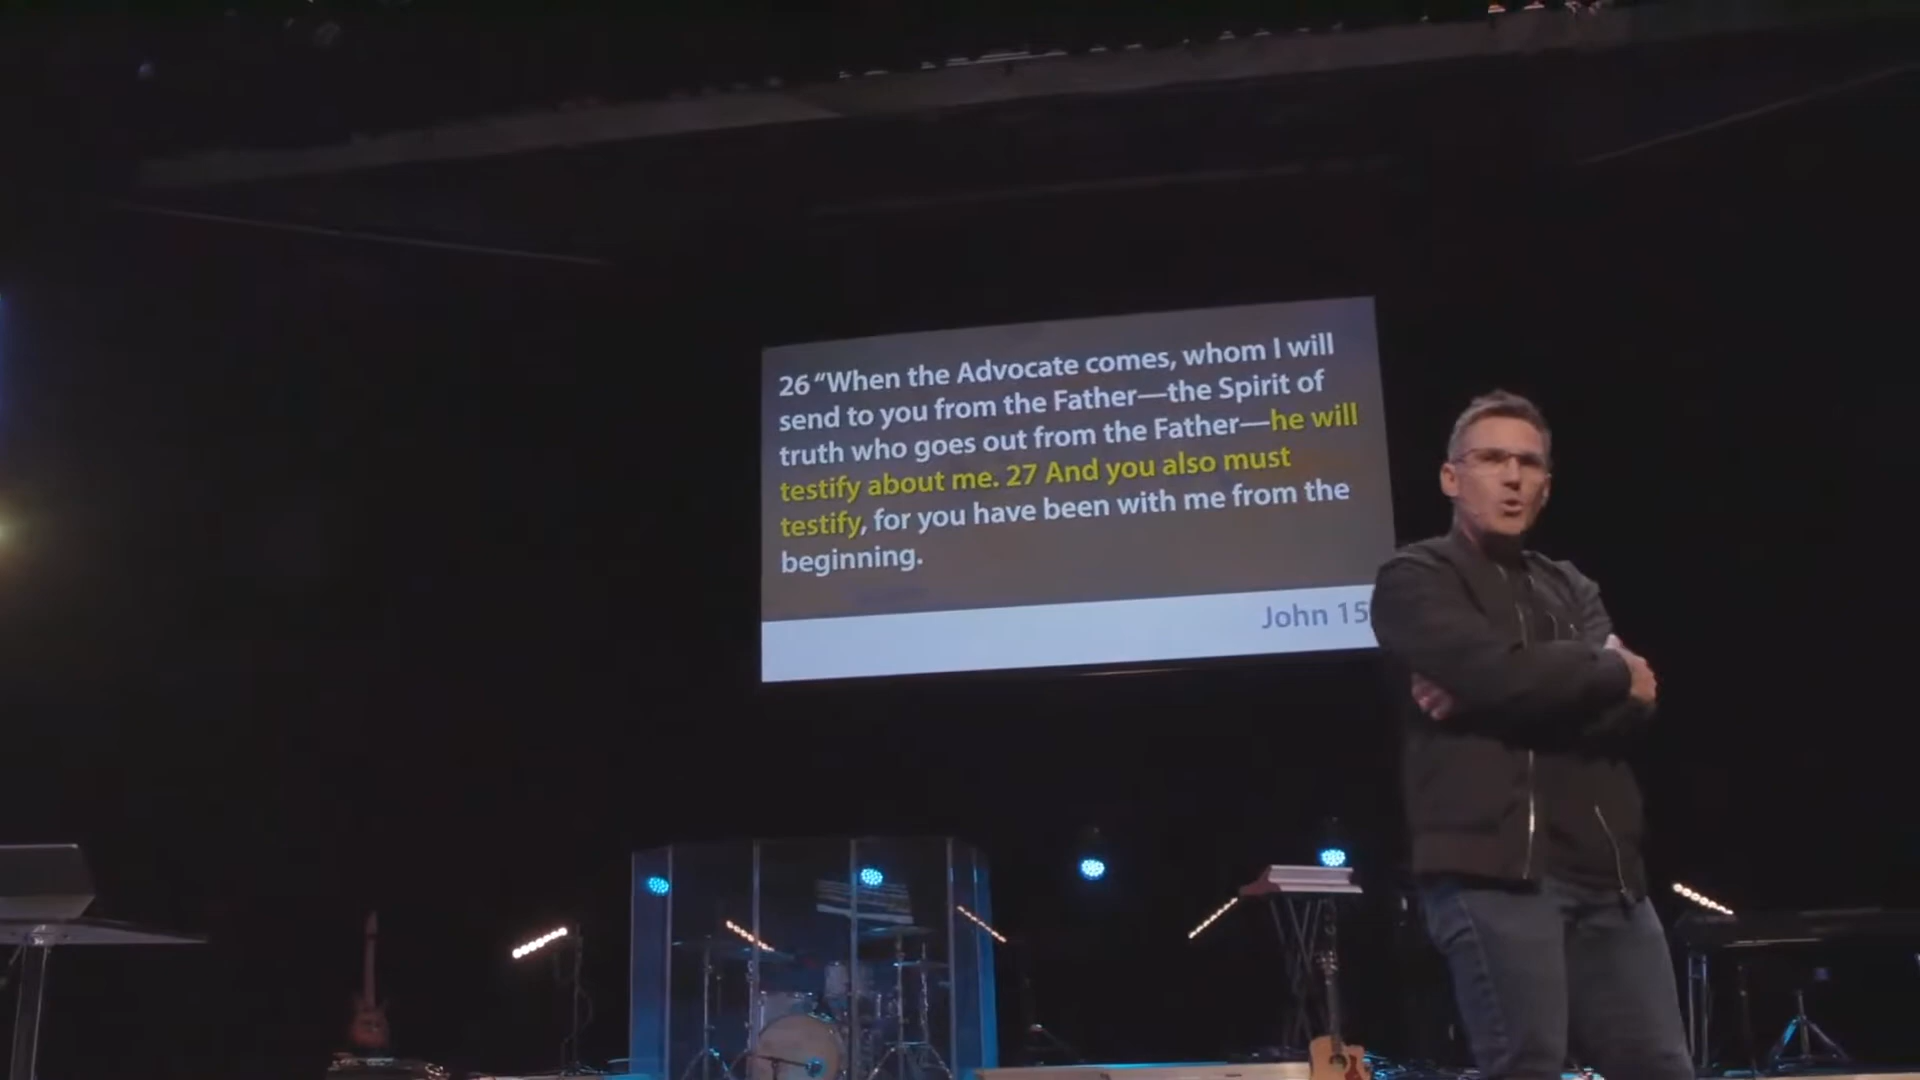 26 “When the Advocate comes, whom I will
send to you from the Father—the Spirit of
truth who goes out from the Father—he will
testify about me. 27 And you also must
testify, for you have been with me from the
beginning.
John 15